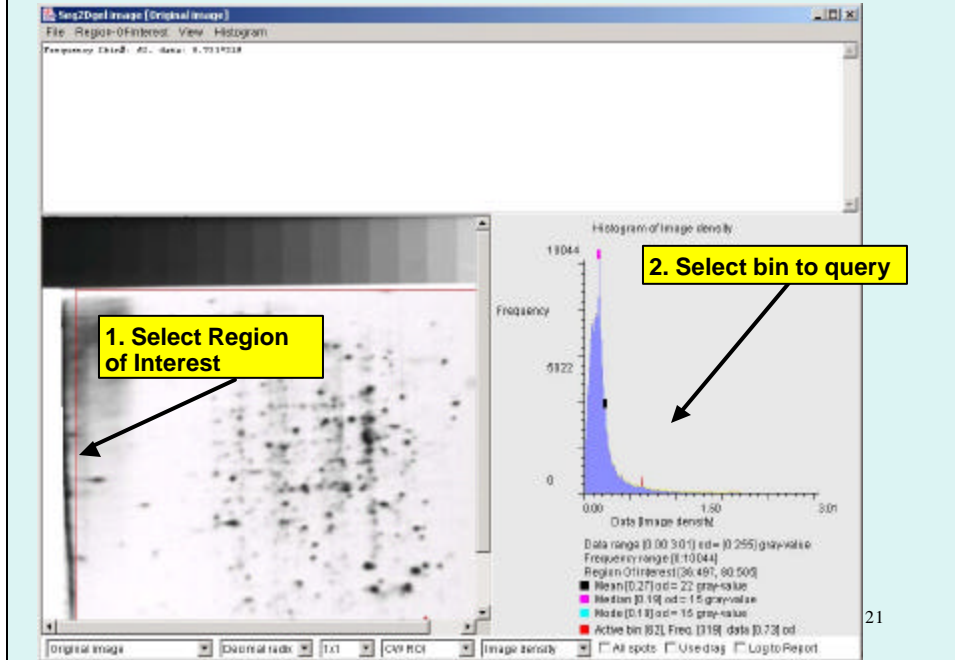 Seg2Dgel image [Original image]
File Region-OfInterest View Histogram
Frequency
data:
Histogram of Image density
10044
2. Select bin to query
Frequency
1. Select Region
of Interest
5022
0
0.00 1.50 3.01
Data [Image density]
Data range [0.00:3.01] od = [0:255] gray-value
Frequency range [0:10044]
Region Of Interest [36:497, 80:506]
Mean [0.27] od = 22 gray-value
Median [0.19] od = 15 gray-value
Mode [0.18] od = 15 gray-value
Active bin [62], Freq. [319] data [0.73] od
21
Original image Decimal radix 1X1 CW ROI Image density All spots Use drag Log to Report